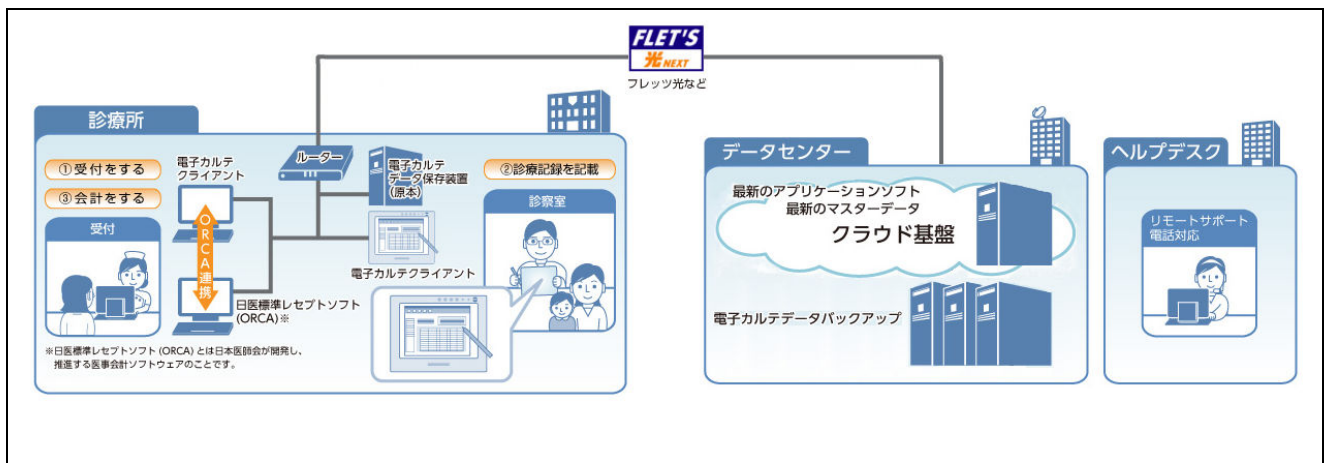 FLET'S
光 NEXT
フレッツ光など
診療所
①受付をする
③会計をする
電子カルテ
クライアント
ルーター
電子カルテ
データ保存装置
(原本)
②診療記録を記載
受付
ORCA連携
診察室
電子カルテクライアント
日医標準レセプトソフト
(ORCA)※
※日医標準レセプトソフト(ORCA)とは日本医師会が開発し、
推進する医事会計ソフトウェアのことです。
データセンター
最新のアプリケーションソフト
最新のマスターデータ
クラウド基盤
電子カルテデータバックアップ
ヘルプデスク
リモートサポート
電話対応